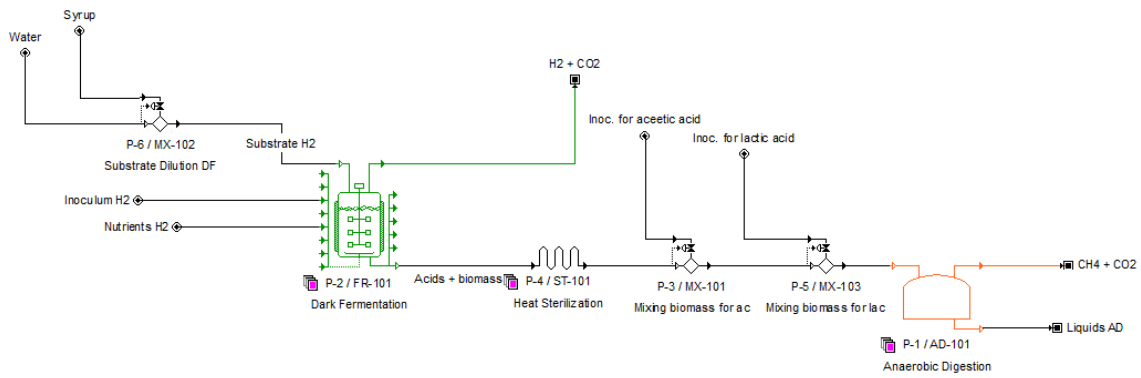 Syrup
Water
H2 + CO2
Inoc. for aceetic acid
Inoc. for lactic acid
P-6 / MX-102
Substrate Dilution DF
Substrate H2
Inoculum H2
Nutrients H2
CH4 + CO2
Acids + biomass
P-2 / FR-101
Dark Fermentation
P-4 / ST-101
Heat Sterilization
P-3 / MX-101
Mixing biomass for ac
P-5 / MX-103
Mixing biomass for lac
Liquids AD
P-1 / AD-101
Anaerobic Digestion